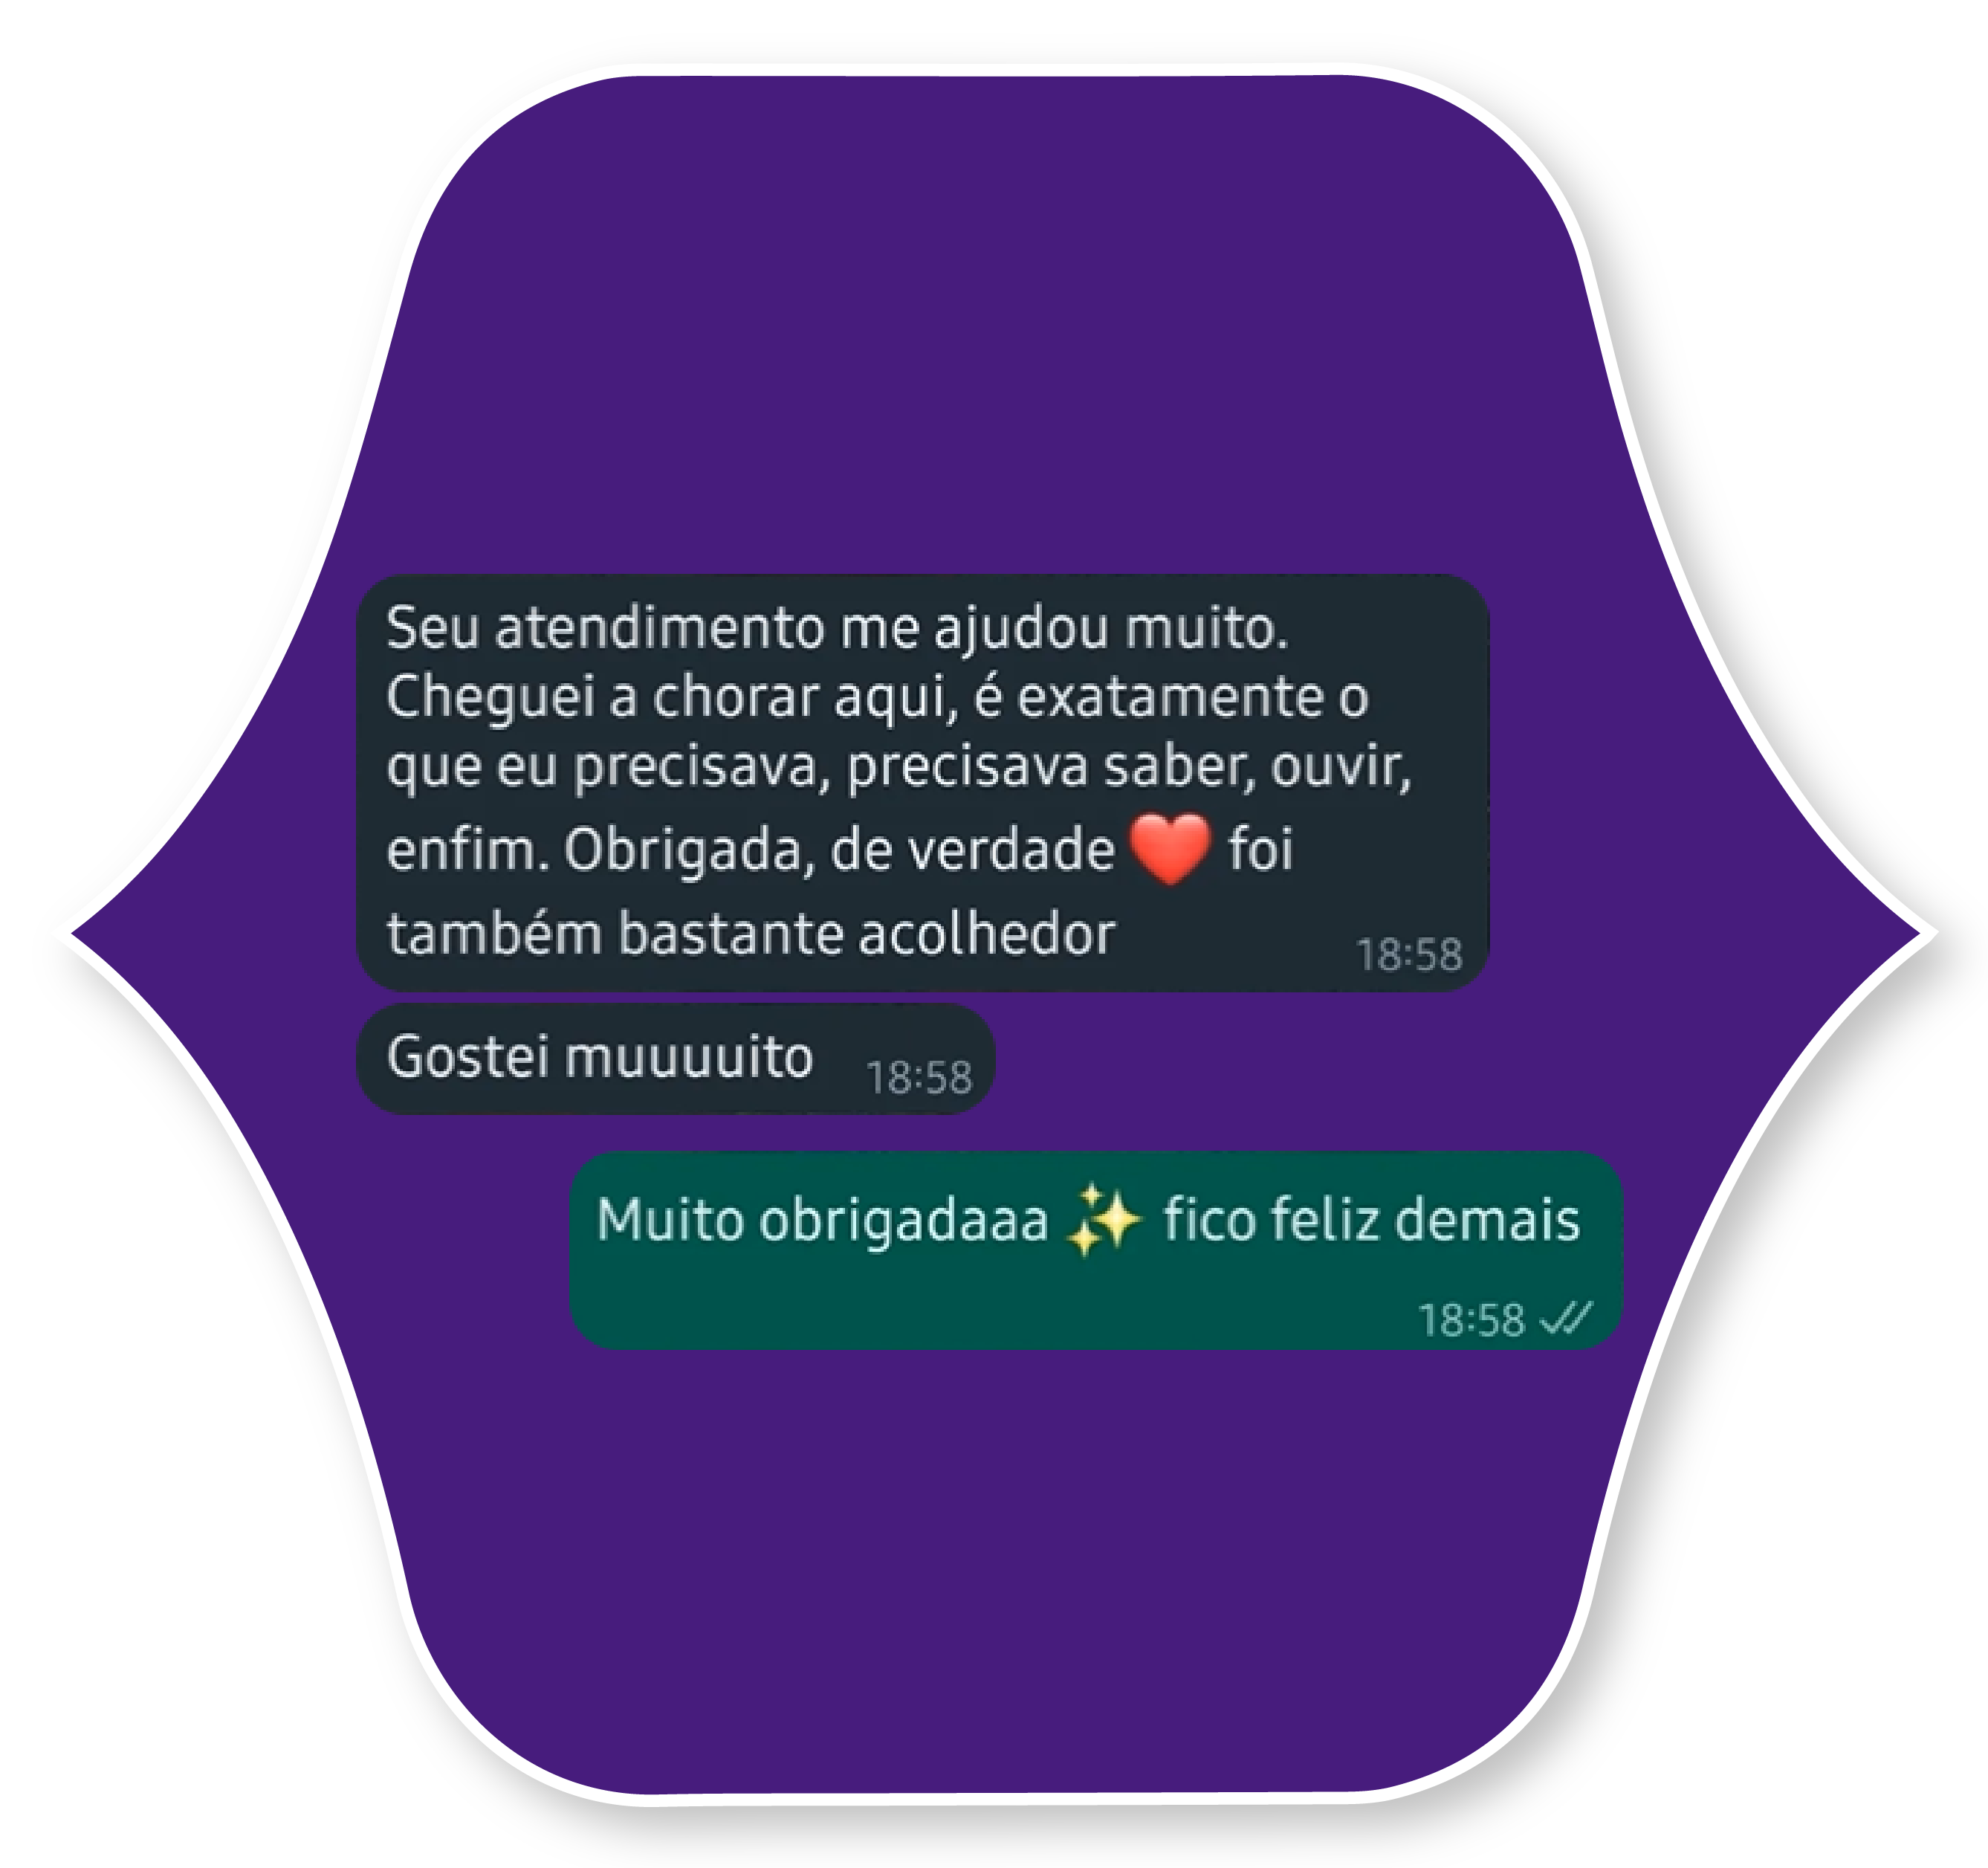 Seu atendimento me ajudou muito.
Cheguei a chorar aqui, é exatamente o
que eu precisava, precisava saber, ouvir,
enfim. Obrigada, de verdade ❤️ foi
também bastante acolhedor
18:58
Gostei muuuuito 18:58
Muito obrigadaaa ✨ fico feliz demais
18:58